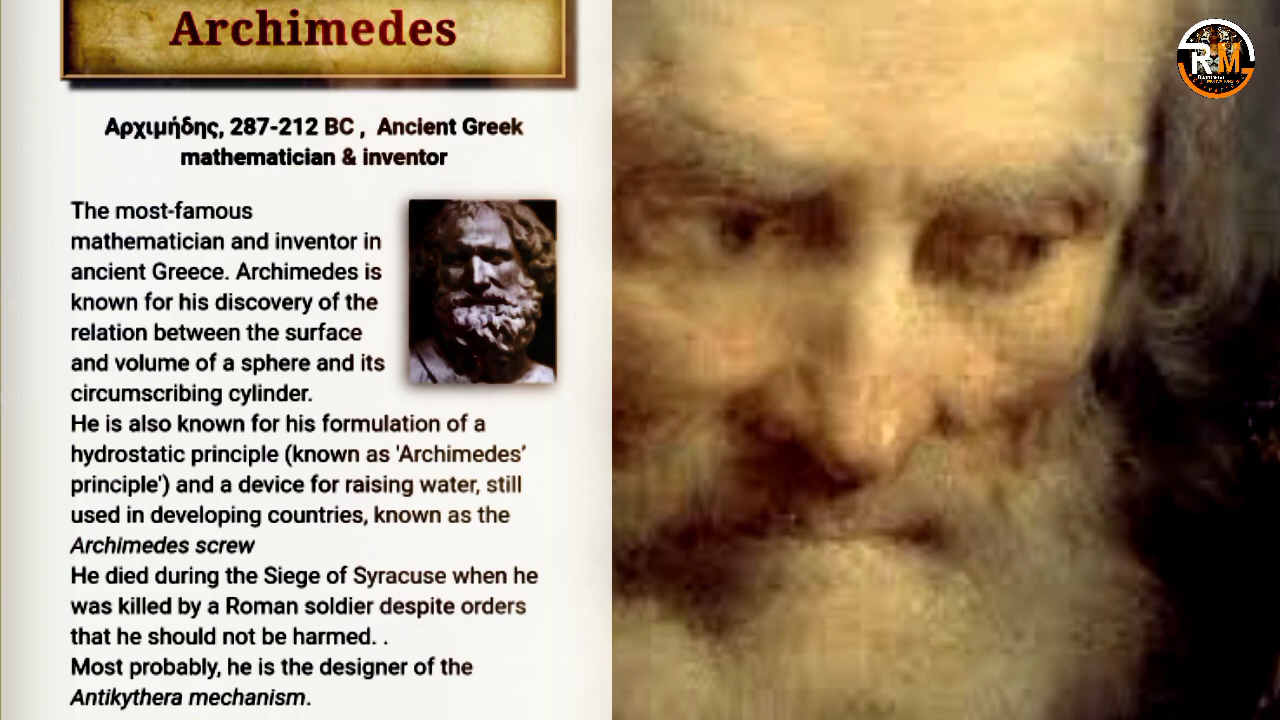 Archimedes
Αρχιμήδης, 287-212 BC , Ancient Greek
mathematician & inventor
The most-famous
mathematician and inventor in
ancient Greece. Archimedes is
known for his discovery of the
relation between the surface
and volume of a sphere and its
circumscribing cylinder.
He is also known for his formulation of a
hydrostatic principle (known as 'Archimedes’
principle') and a device for raising water, still
used in developing countries, known as the
Archimedes screw
He died during the Siege of Syracuse when he
was killed by a Roman soldier despite orders
that he should not be harmed. .
Most probably, he is the designer of the
Antikythera mechanism.
RM